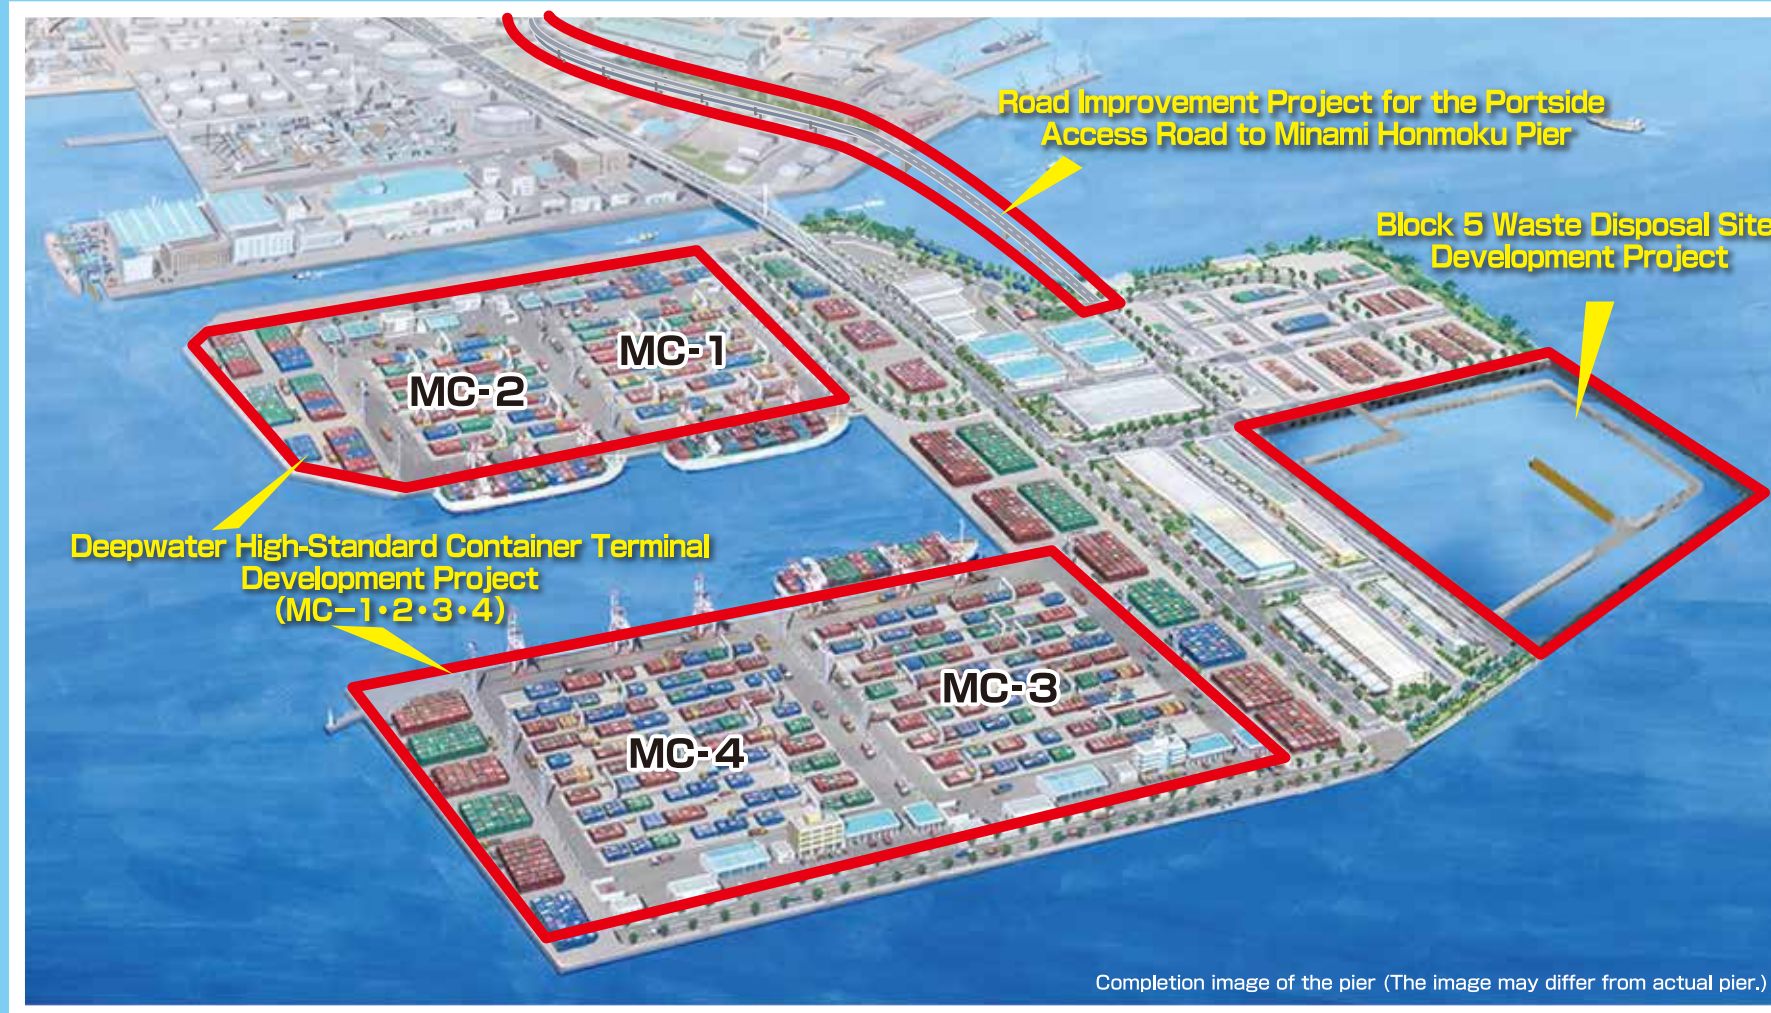 Road Improvement Project for the Portside
Access Road to Minami Honmoku Pier
Block 5 Waste Disposal Site
Development Project
MC-1
MC-2
Deepwater High-Standard Container Terminal
Development Project
(MC−1・2・3・4)
MC-3
MC-4
Completion image of the pier (The image may differ from actual pier.)